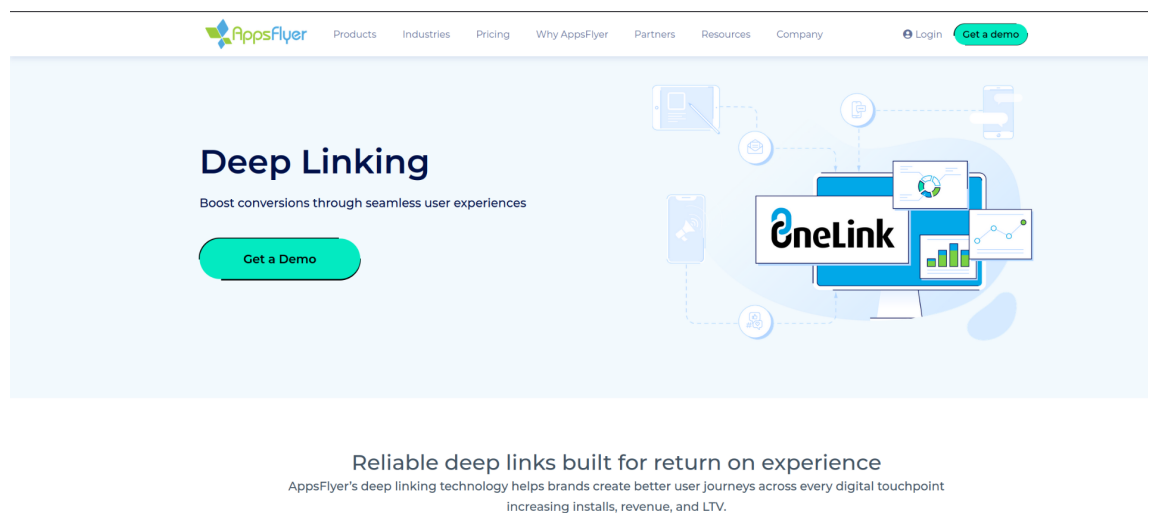 AppsFlyer
Products Industries Pricing Why AppsFlyer Partners Resources Company Login Get a demo
Deep Linking
Boost conversions through seamless user experiences
Get a Demo
OneLink
Reliable deep links built for return on experience
AppsFlyer's deep linking technology helps brands create better user journeys across every digital touchpoint
increasing installs, revenue, and LTV.